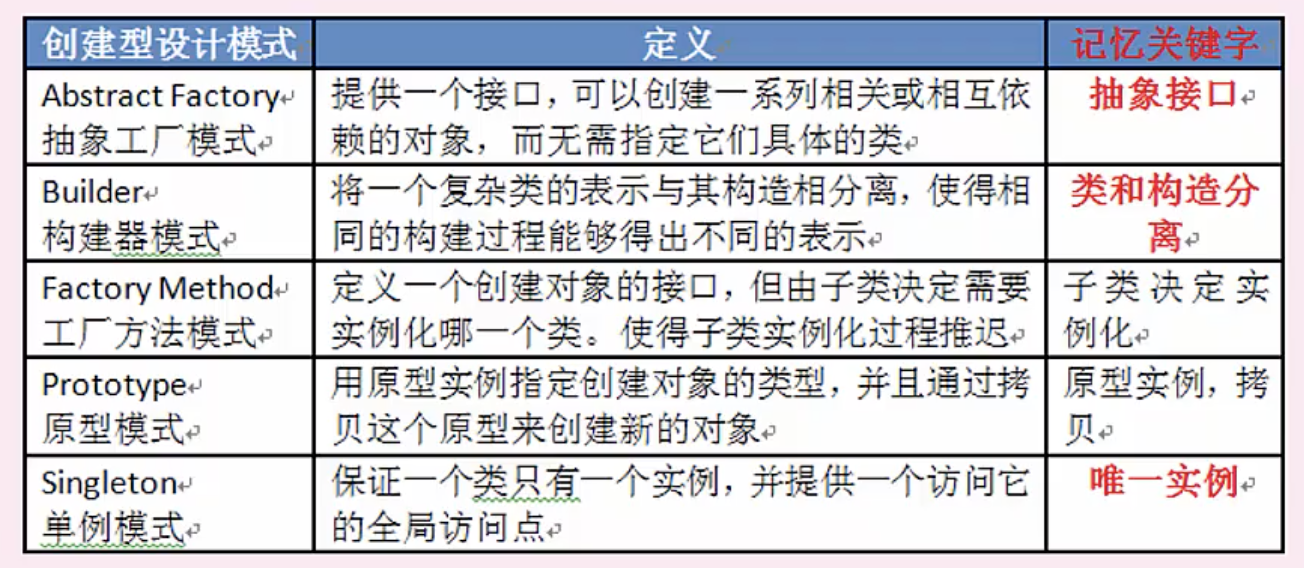 创建型设计模式 定义 记忆关键字
Abstract Factory
抽象工厂模式
提供一个接口，可以创建一系列相关或相互依
赖的对象，而无需指定它们具体的类
抽象接口
Builder
构建器模式
将一个复杂类的表示与其构造相分离，使得相
同的构建过程能够得出不同的表示
类和构造分
离
Factory Method
工厂方法模式
定义一个创建对象的接口，但由子类决定需要
实例化哪一个类。使得子类实例化过程推迟
子类决定实
例化
Prototype
原型模式
用原型实例指定创建对象的类型，并且通过拷
贝这个原型来创建新的对象
原型实例，拷
贝
Singleton
单例模式
保证一个类只有一个实例，并提供一个访问它
的全局访问点
唯一实例